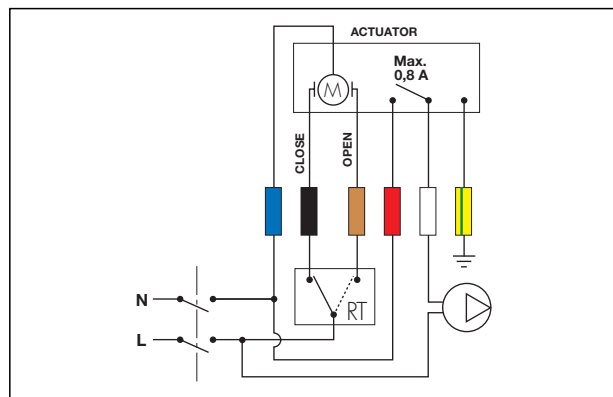 ACTUATOR
Max.
0,8 A
M
CLOSE
OPEN
N
RT
L